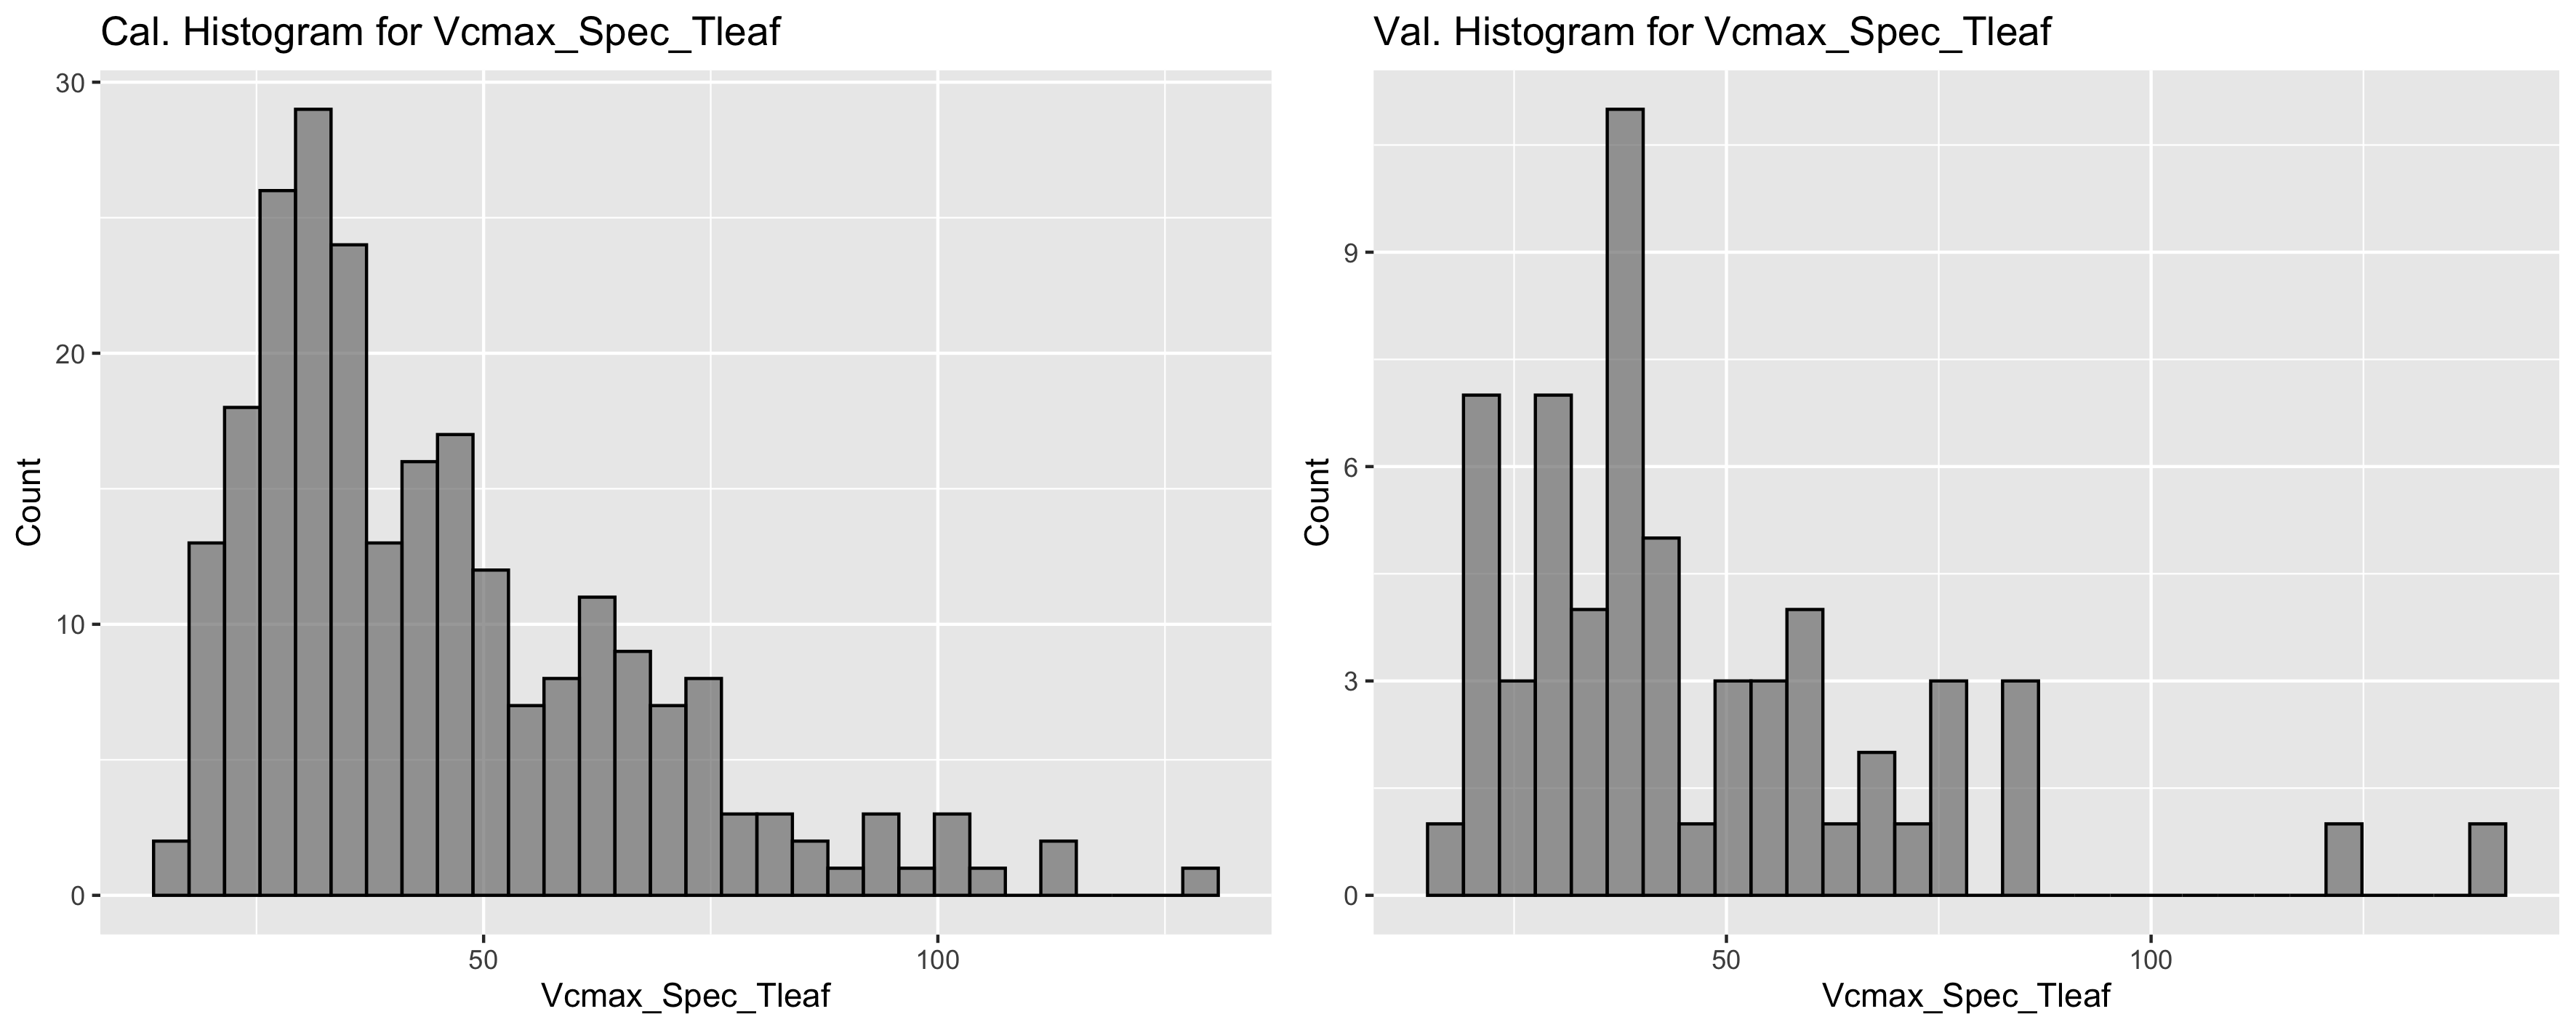 Cal. Histogram for Vcmax_Spec_Tleaf
30
20
10
0
Count
50
100
Vcmax_Spec_Tleaf
Val. Histogram for Vcmax_Spec_Tleaf
9
6
3
0
Count
50
100
Vcmax_Spec_Tleaf